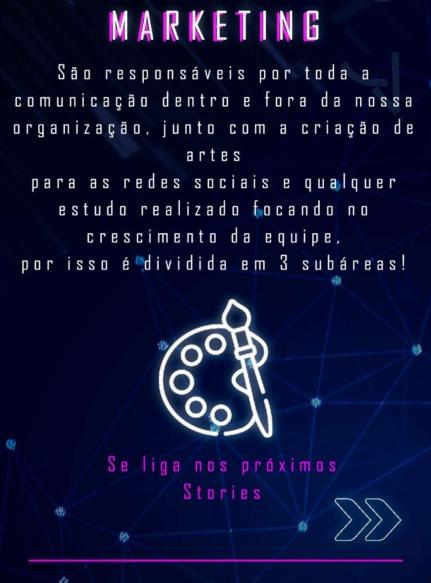 MARKETING
São responsáveis por toda a
comunicação dentro e fora da nossa
organização, junto com a criação de
artes
para as redes sociais e qualquer
estudo realizado focando no
crescimento da equipe,
por isso é dividida em 3 subáreas!
Se liga nos próximos
Stories